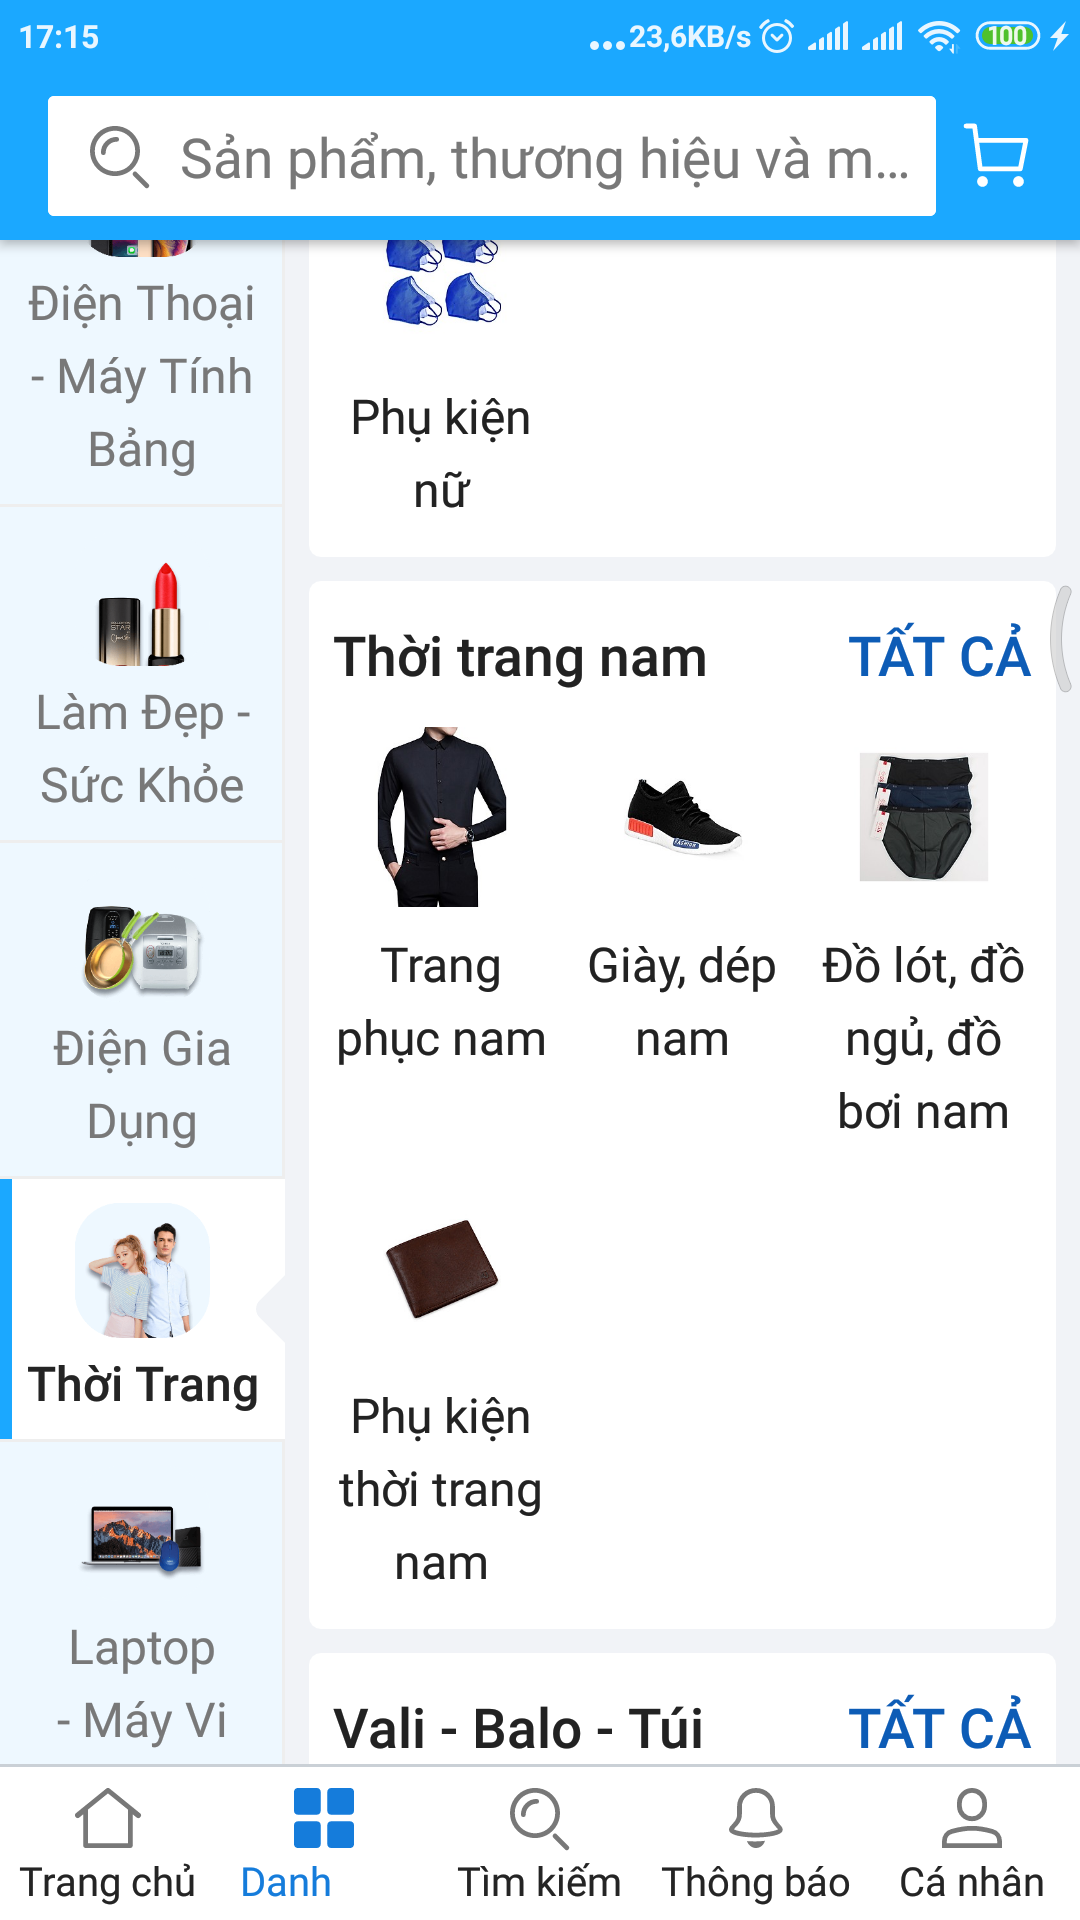 17:15
...23,6KB/s
100
Sản phẩm, thương hiệu và m...
Điện Thoại
- Máy Tính
Bảng
Làm Đẹp -
Sức Khỏe
Điện Gia
Dụng
Thời Trang
Laptop
- Máy Vi
Phụ kiện
nữ
Thời trang nam
TẤT CẢ
Trang
phục nam
Giày, dép
nam
Đồ lót, đồ
ngủ, đồ
bơi nam
Phụ kiện
thời trang
nam
Vali - Balo - Túi
TẤT CẢ
Trang chủ
Danh
Tìm kiếm
Thông báo
Cá nhân